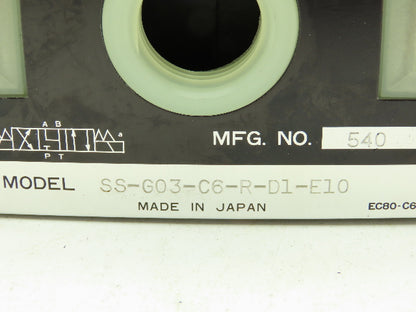 A B
a
T
P T
MFG. NO. 540
MODEL SS-G03-C6-R-D1-E10
MADE IN JAPAN EC80-C6